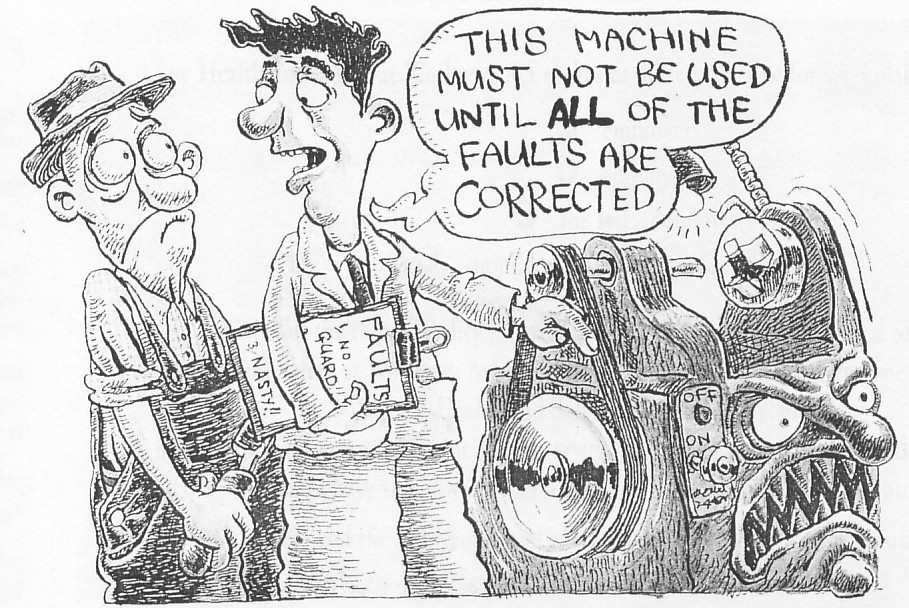 THIS MACHINE
MUST NOT BE USED
UNTIL ALL OF THE
FAULTS ARE
CORRECTED
FAULTS
1, NO
GUARD!
3. NASTY!!
OFF
ON